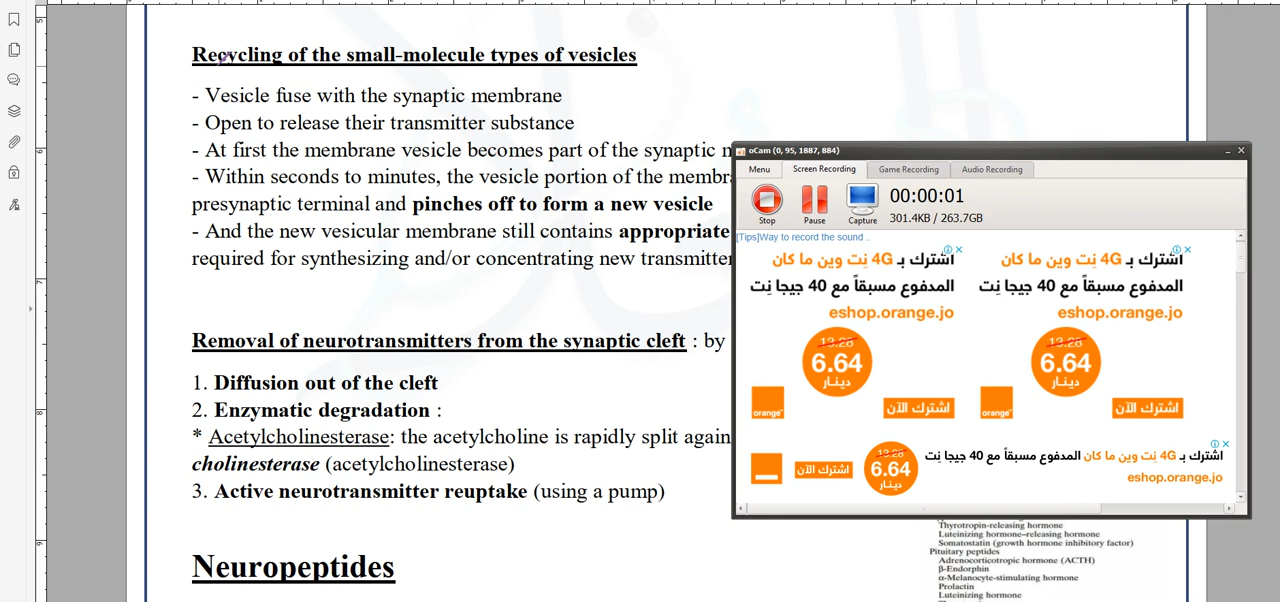 Recycling of the small-molecule types of vesicles
- Vesicle fuse with the synaptic membrane
- Open to release their transmitter substance
- At first the membrane vesicle becomes part of the synaptic
- Within seconds to minutes, the vesicle portion of the
presynaptic terminal and pinches off to form a new vesicle
- And the new vesicular membrane still contains appropriate
required for synthesizing and/or concentrating new
Removal of neurotransmitters from the synaptic cleft : by
1. Diffusion out of the cleft
2. Enzymatic degradation :
* Acetylcholinesterase: the acetylcholine is rapidly split again
cholinesterase (acetylcholinesterase)
3. Active neurotransmitter reuptake (using a pump)
Neuropeptides
oCam (0, 95, 1887, 884)
Menu Screen Recording Game Recording Audio Recording
Stop Pause Capture
00:00:01
301.4KB / 263.7GB
[Tips]Way to record the sound ..
اشترك بـ 4G نِت وين ما كان
المدفوع مسبقاً مع 40 جيجا نِت
eshop.orange.jo
13.28
6.64
دينار
orange
اشترك الآن
اشترك بـ 4G نِت وين ما كان
المدفوع مسبقاً مع 40 جيجا نِت
eshop.orange.jo
13.28
6.64
دينار
orange
اشترك الآن
اشترك بـ 4G نِت وين ما كان المدفوع مسبقاً مع 40 جيجا نِت
eshop.orange.jo
13.28
6.64
دينار
اشترك الآن
Thyrotropin-releasing hormone
Luteinizing hormone–releasing hormone
Somatostatin (growth hormone inhibitory factor)
Pituitary peptides
Adrenocorticotropic hormone (ACTH)
β-Endorphin
α-Melanocyte-stimulating hormone
Prolactin
Luteinizing hormone